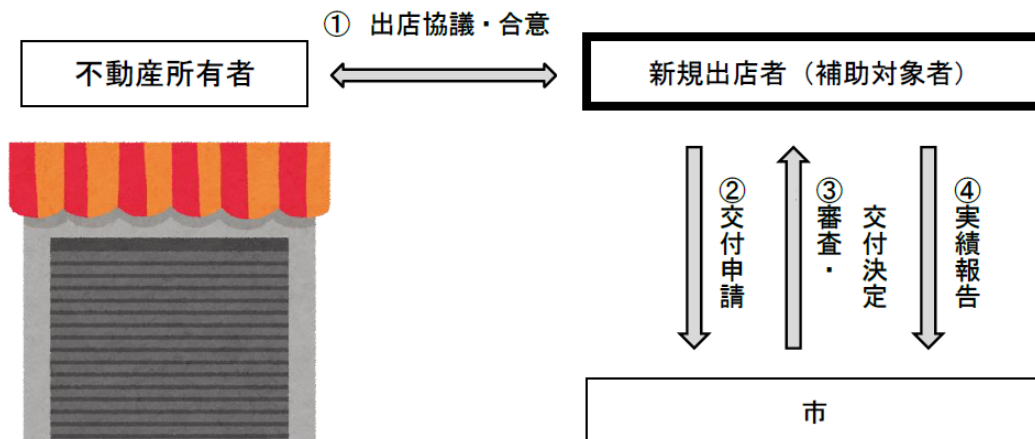 ① 出店協議・合意
不動産所有者
新規出店者（補助対象者）
②交付申請
③審査・
交付決定
④実績報告
市